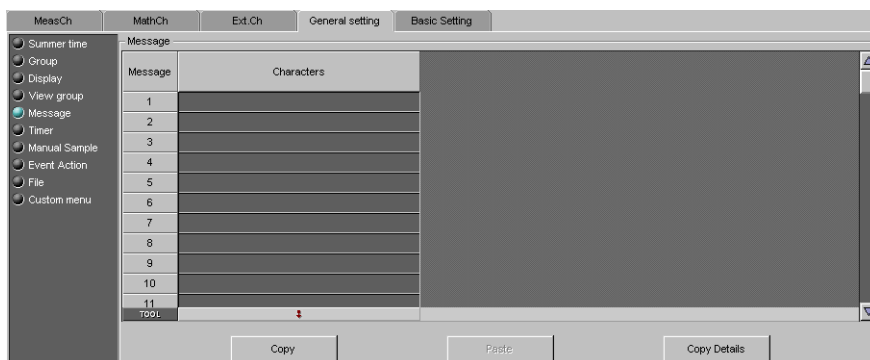 MeasCh MathCh Ext.Ch General setting Basic Setting
Summer time
Group
Display
View group
Message
Timer
Manual Sample
Event Action
File
Custom menu
Message
Message Characters
1
2
3
4
5
6
7
8
9
10
11
TOOL
Copy Paste Copy Details